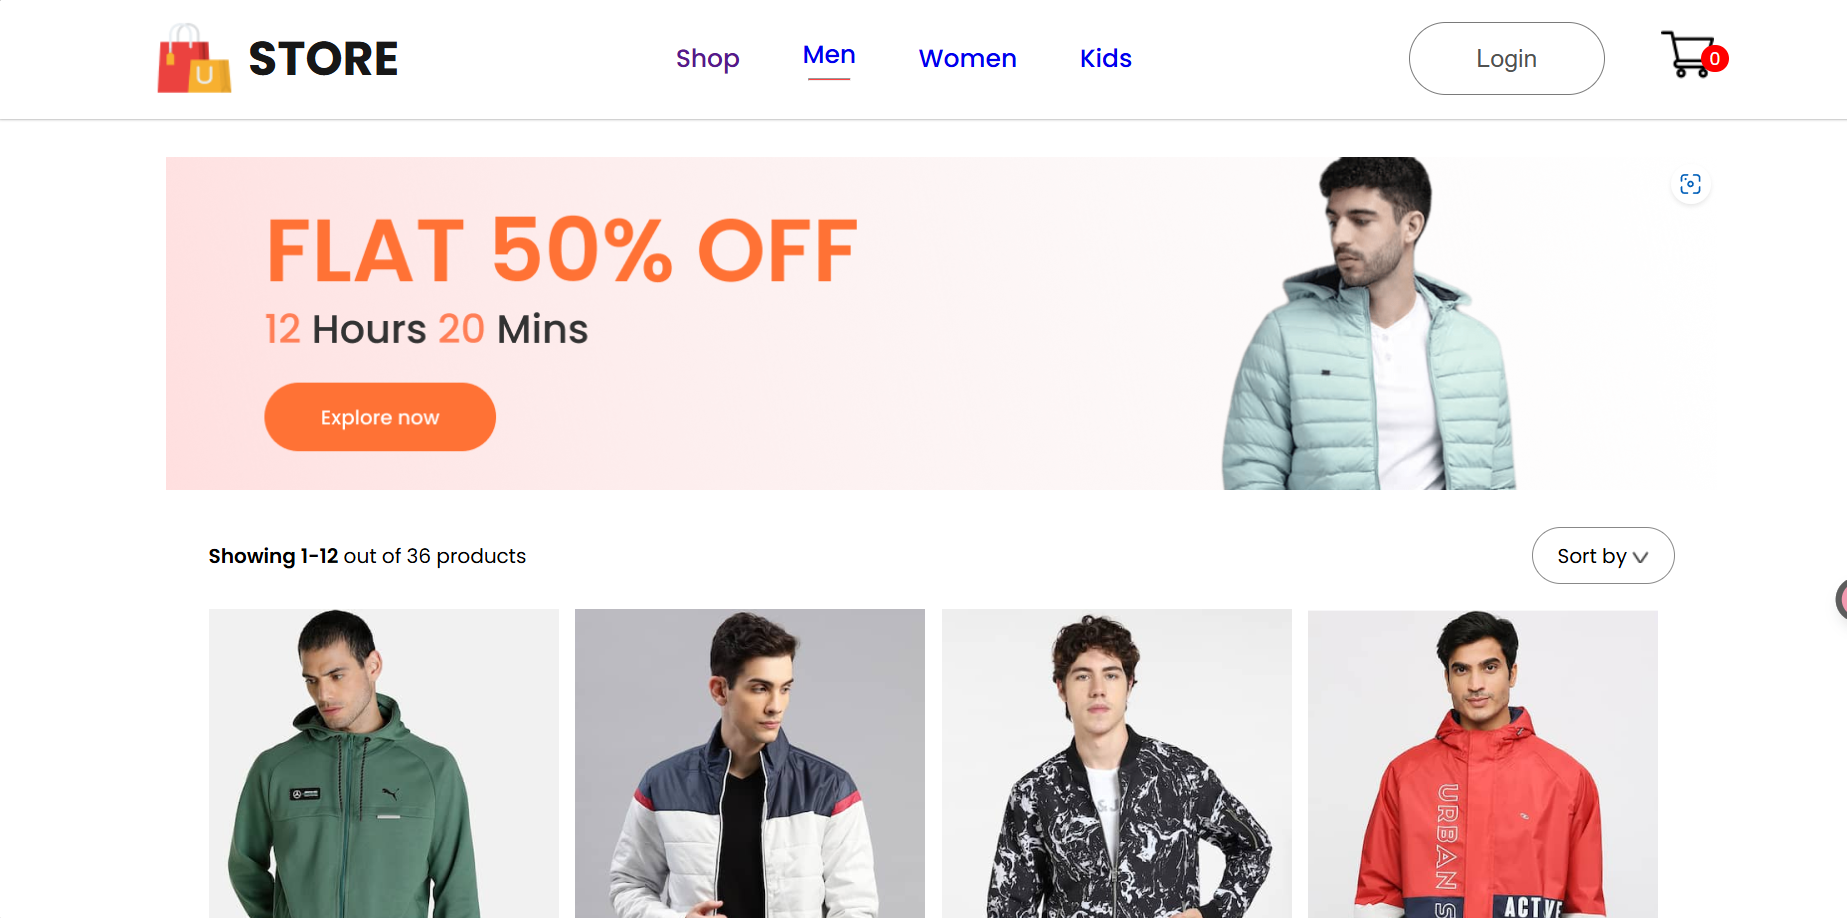 STORE
Shop
Men
Women
Kids
Login
0
FLAT 50% OFF
12 Hours 20 Mins
Explore now
Showing 1-12 out of 36 products
Sort by
URBAN S
ACTIVE